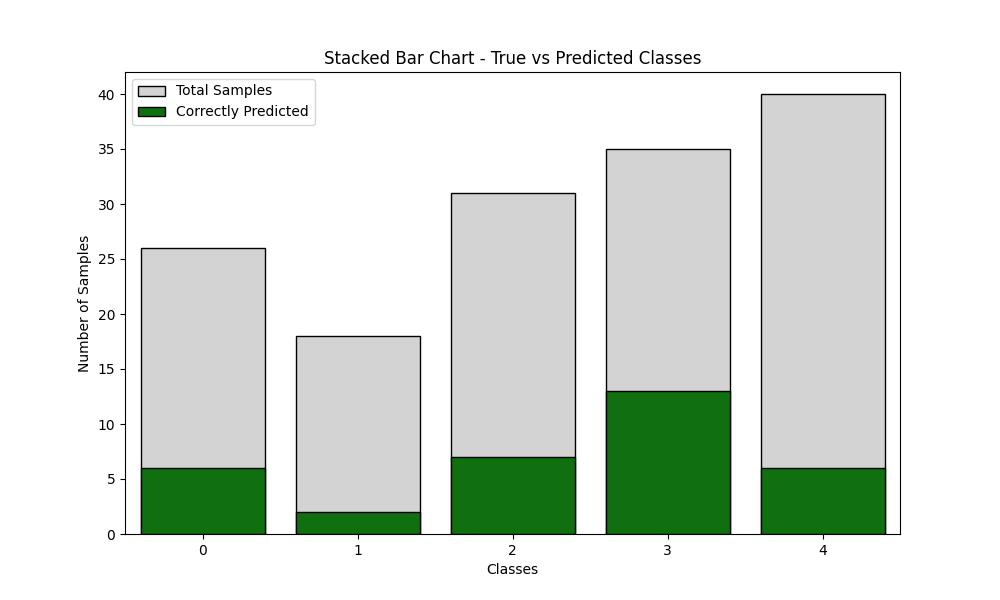 Stacked Bar Chart - True vs Predicted Classes
Total Samples
Correctly Predicted
40
35
30
25
20
15
10
5
0
Number of Samples
0 1 2 3 4
Classes